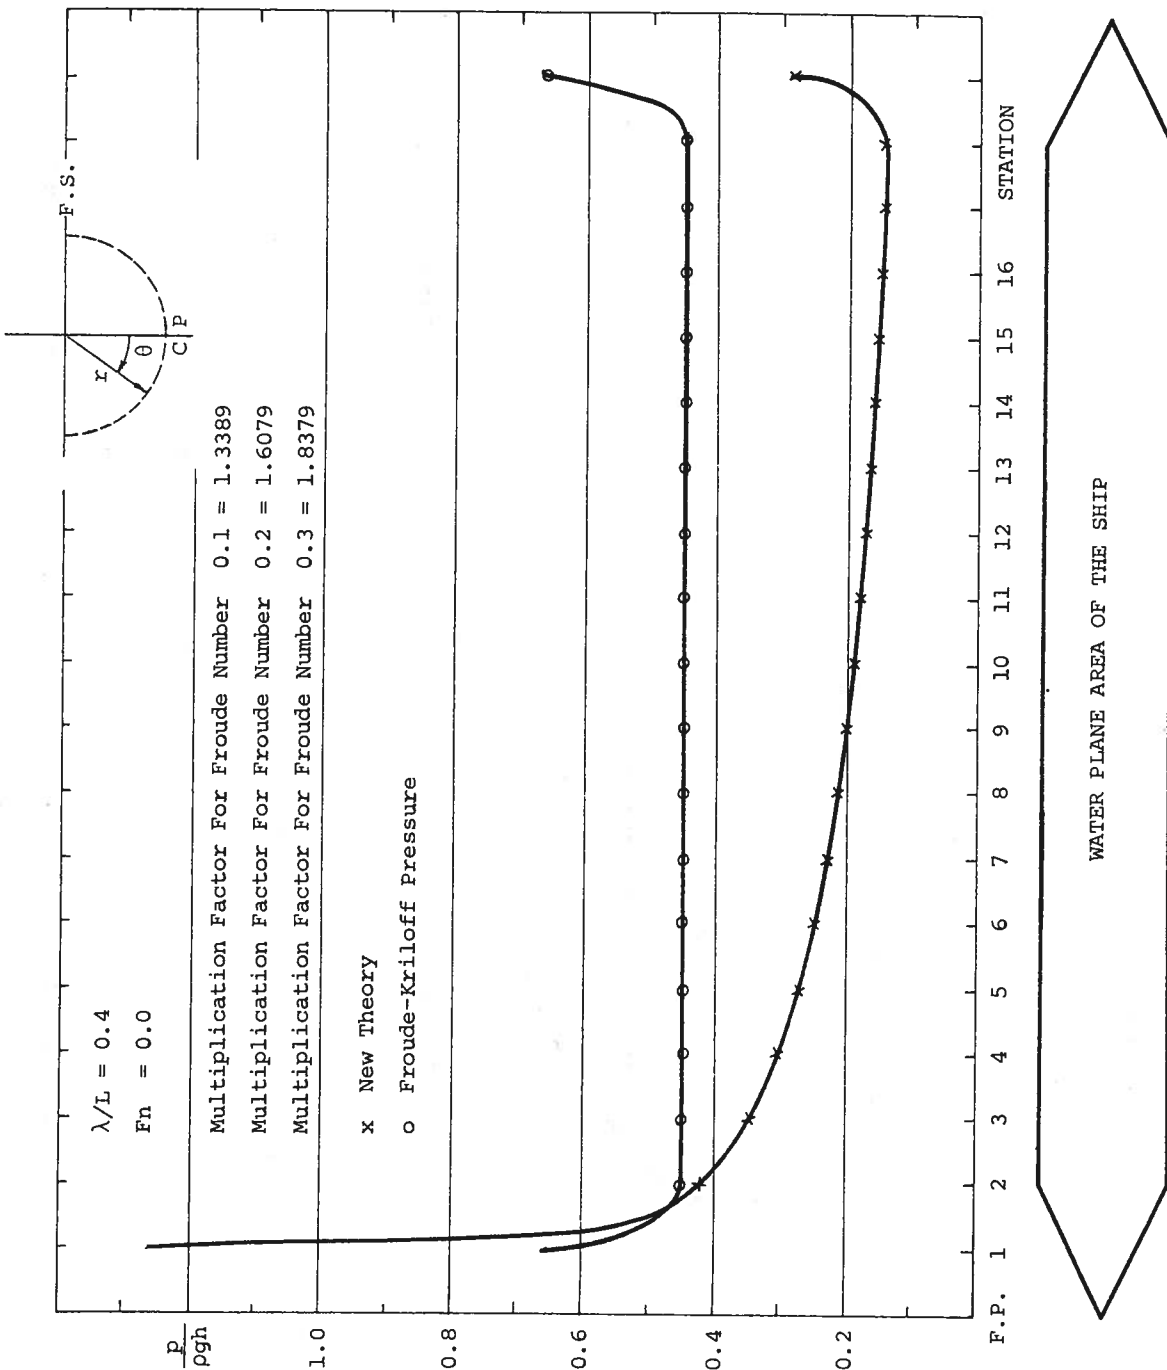 λ/L = 0.4
Fn = 0.0
Multiplication Factor For Froude Number 0.1 = 1.3389
Multiplication Factor For Froude Number 0.2 = 1.6079
Multiplication Factor For Froude Number 0.3 = 1.8379
x New Theory
o Froude-Kriloff Pressure
F.S.
r
θ
C P
p
ρgh
1.0
0.8
0.6
0.4
0.2
F.P. 1 2 3 4 5 6 7 8 9 10 11 12 13 14 15 16 STATION
WATER PLANE AREA OF THE SHIP